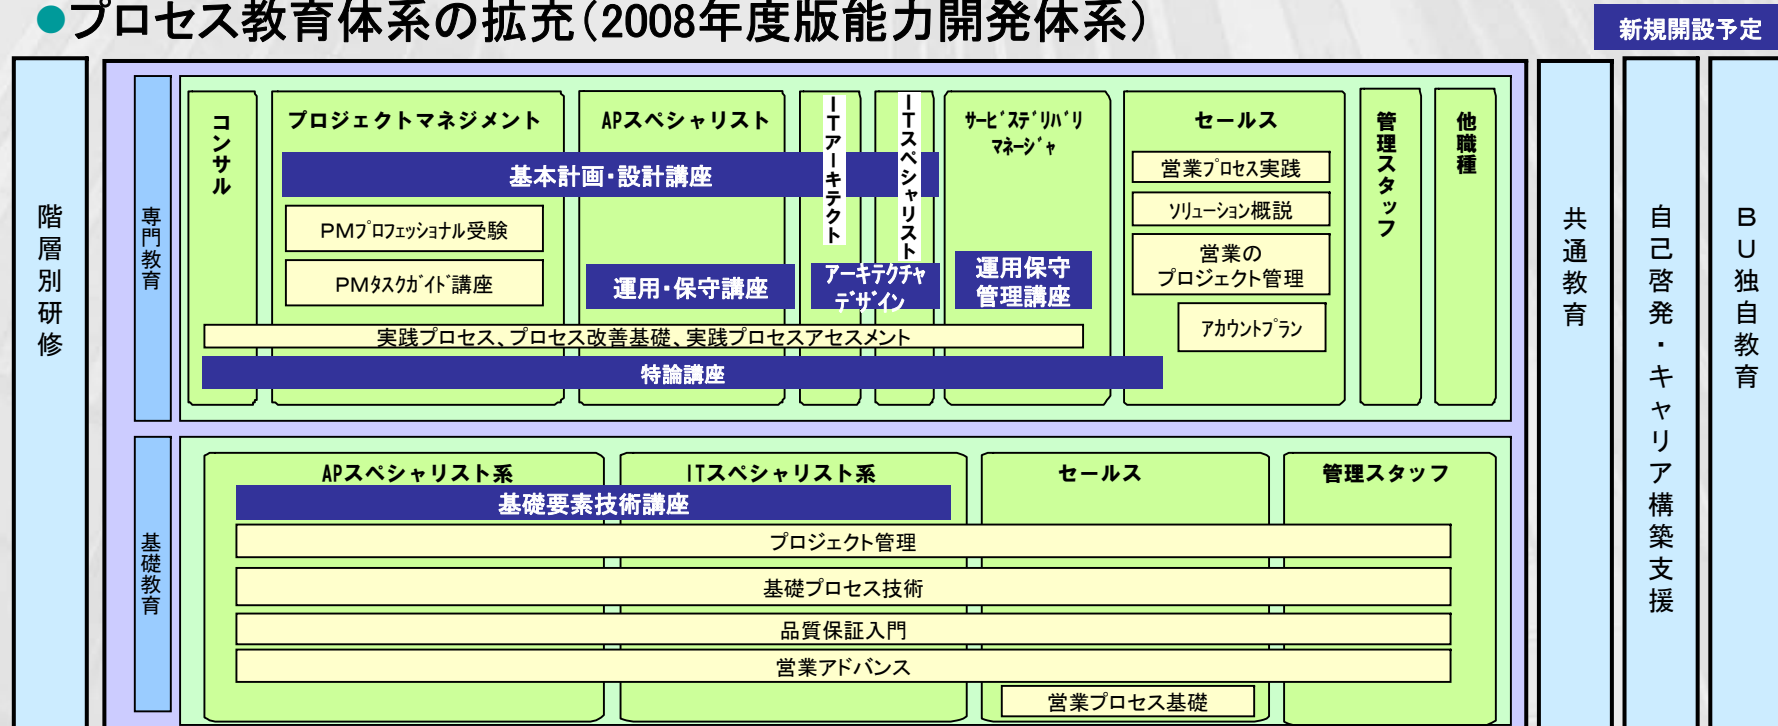 ●プロセス教育体系の拡充(2008年度版能力開発体系)
新規開設予定
階層別研修
専門教育
コンサル
プロジェクトマネジメント
APスペシャリスト
ITアーキテクト
ITスペシャリスト
サービスデリバリ
マネージャ
セールス
管理スタッフ
他職種
基本計画・設計講座
PMプロフェッショナル受験
PMタスクガイド講座
運用・保守講座
アーキテクチャ
デザイン
運用保守
管理講座
営業プロセス実践
ソリューション概説
営業の
プロジェクト管理
アカウントプラン
実践プロセス、プロセス改善基礎、実践プロセスアセスメント
特論講座
基礎教育
APスペシャリスト系
ITスペシャリスト系
セールス
管理スタッフ
基礎要素技術講座
プロジェクト管理
基礎プロセス技術
品質保証入門
営業アドバンス
営業プロセス基礎
共通教育
自己啓発・キャリア構築支援
BU独自教育